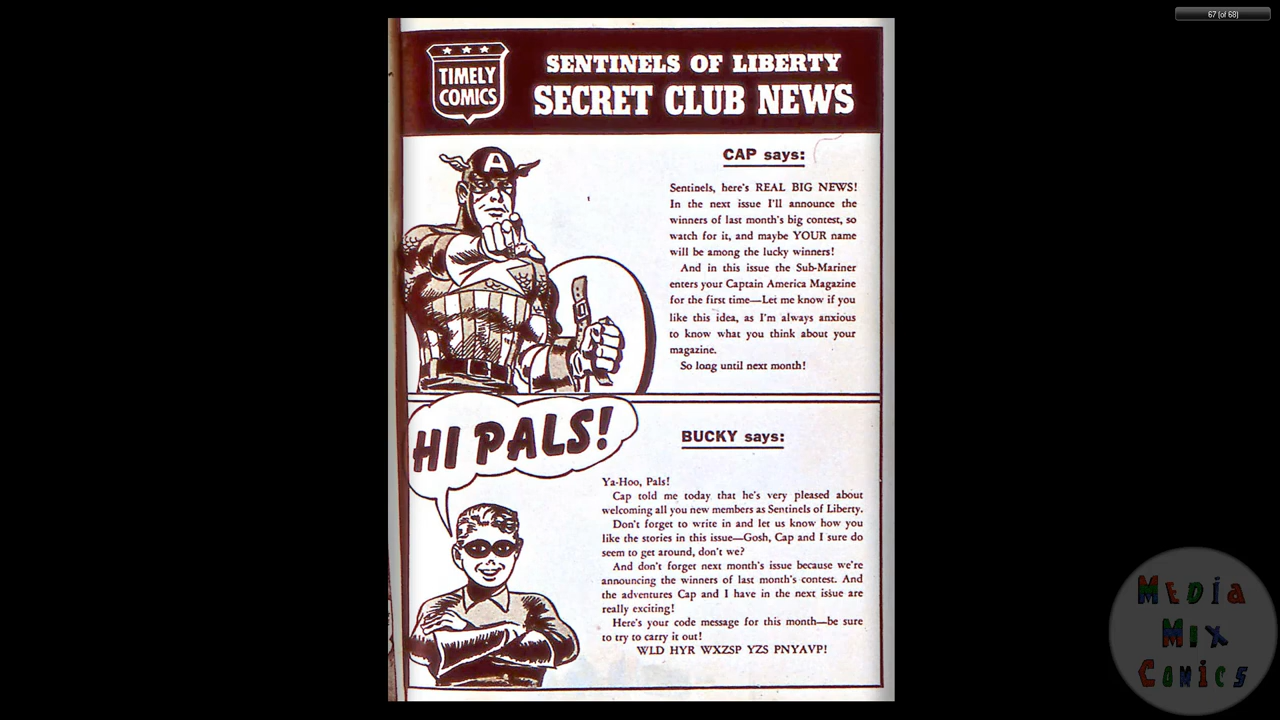 67 (of 68)
TIMELY
COMICS
SENTINELS OF LIBERTY
SECRET CLUB NEWS
A
CAP says:
Sentinels, here's REAL BIG NEWS!
In the next issue I'll announce the
winners of last month's big contest, so
watch for it, and maybe YOUR name
will be among the lucky winners!
And in this issue the Sub-Mariner
enters your Captain America Magazine
for the first time—Let me know if you
like this idea, as I'm always anxious
to know what you think about your
magazine.
So long until next month!
HI PALS!
BUCKY says:
Ya-Hoo, Pals!
Cap told me today that he's very pleased about
welcoming all you new members as Sentinels of Liberty.
Don't forget to write in and let us know how you
like the stories in this issue—Gosh, Cap and I sure do
seem to get around, don't we?
And don't forget next month's issue because we're
announcing the winners of last month's contest. And
the adventures Cap and I have in the next issue are
really exciting!
Here's your code message for this month—be sure
to try to carry it out!
WLD HYR WXZSP YZS PNYAVP!
MEDIA
MIX
COMICS